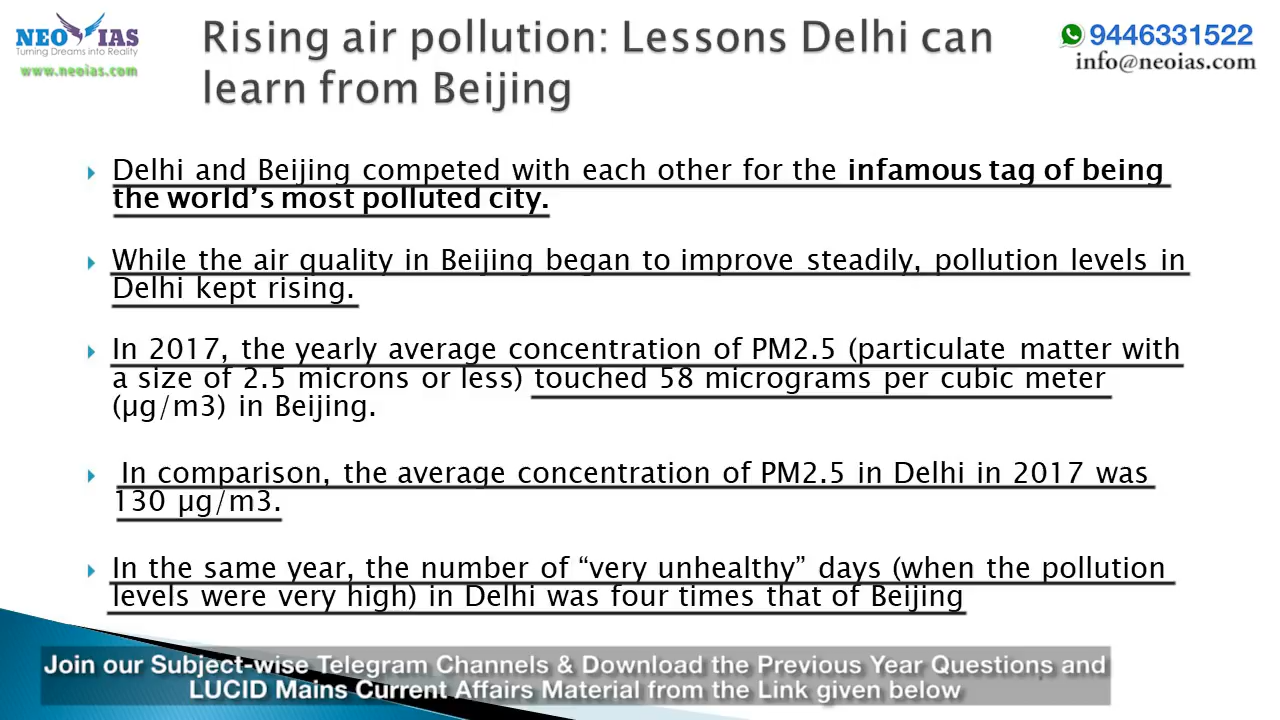 NEO IAS
Turning Dreams into Reality
www.neoias.com
Rising air pollution: Lessons Delhi can
learn from Beijing
9446331522
info@neoias.com
Delhi and Beijing competed with each other for the infamous tag of being
the world’s most polluted city.
While the air quality in Beijing began to improve steadily, pollution levels in
Delhi kept rising.
In 2017, the yearly average concentration of PM2.5 (particulate matter with
a size of 2.5 microns or less) touched 58 micrograms per cubic meter
(µg/m3) in Beijing.
In comparison, the average concentration of PM2.5 in Delhi in 2017 was
130 µg/m3.
In the same year, the number of “very unhealthy” days (when the pollution
levels were very high) in Delhi was four times that of Beijing
Join our Subject-wise Telegram Channels & Download the Previous Year Questions and
LUCID Mains Current Affairs Material from the Link given below